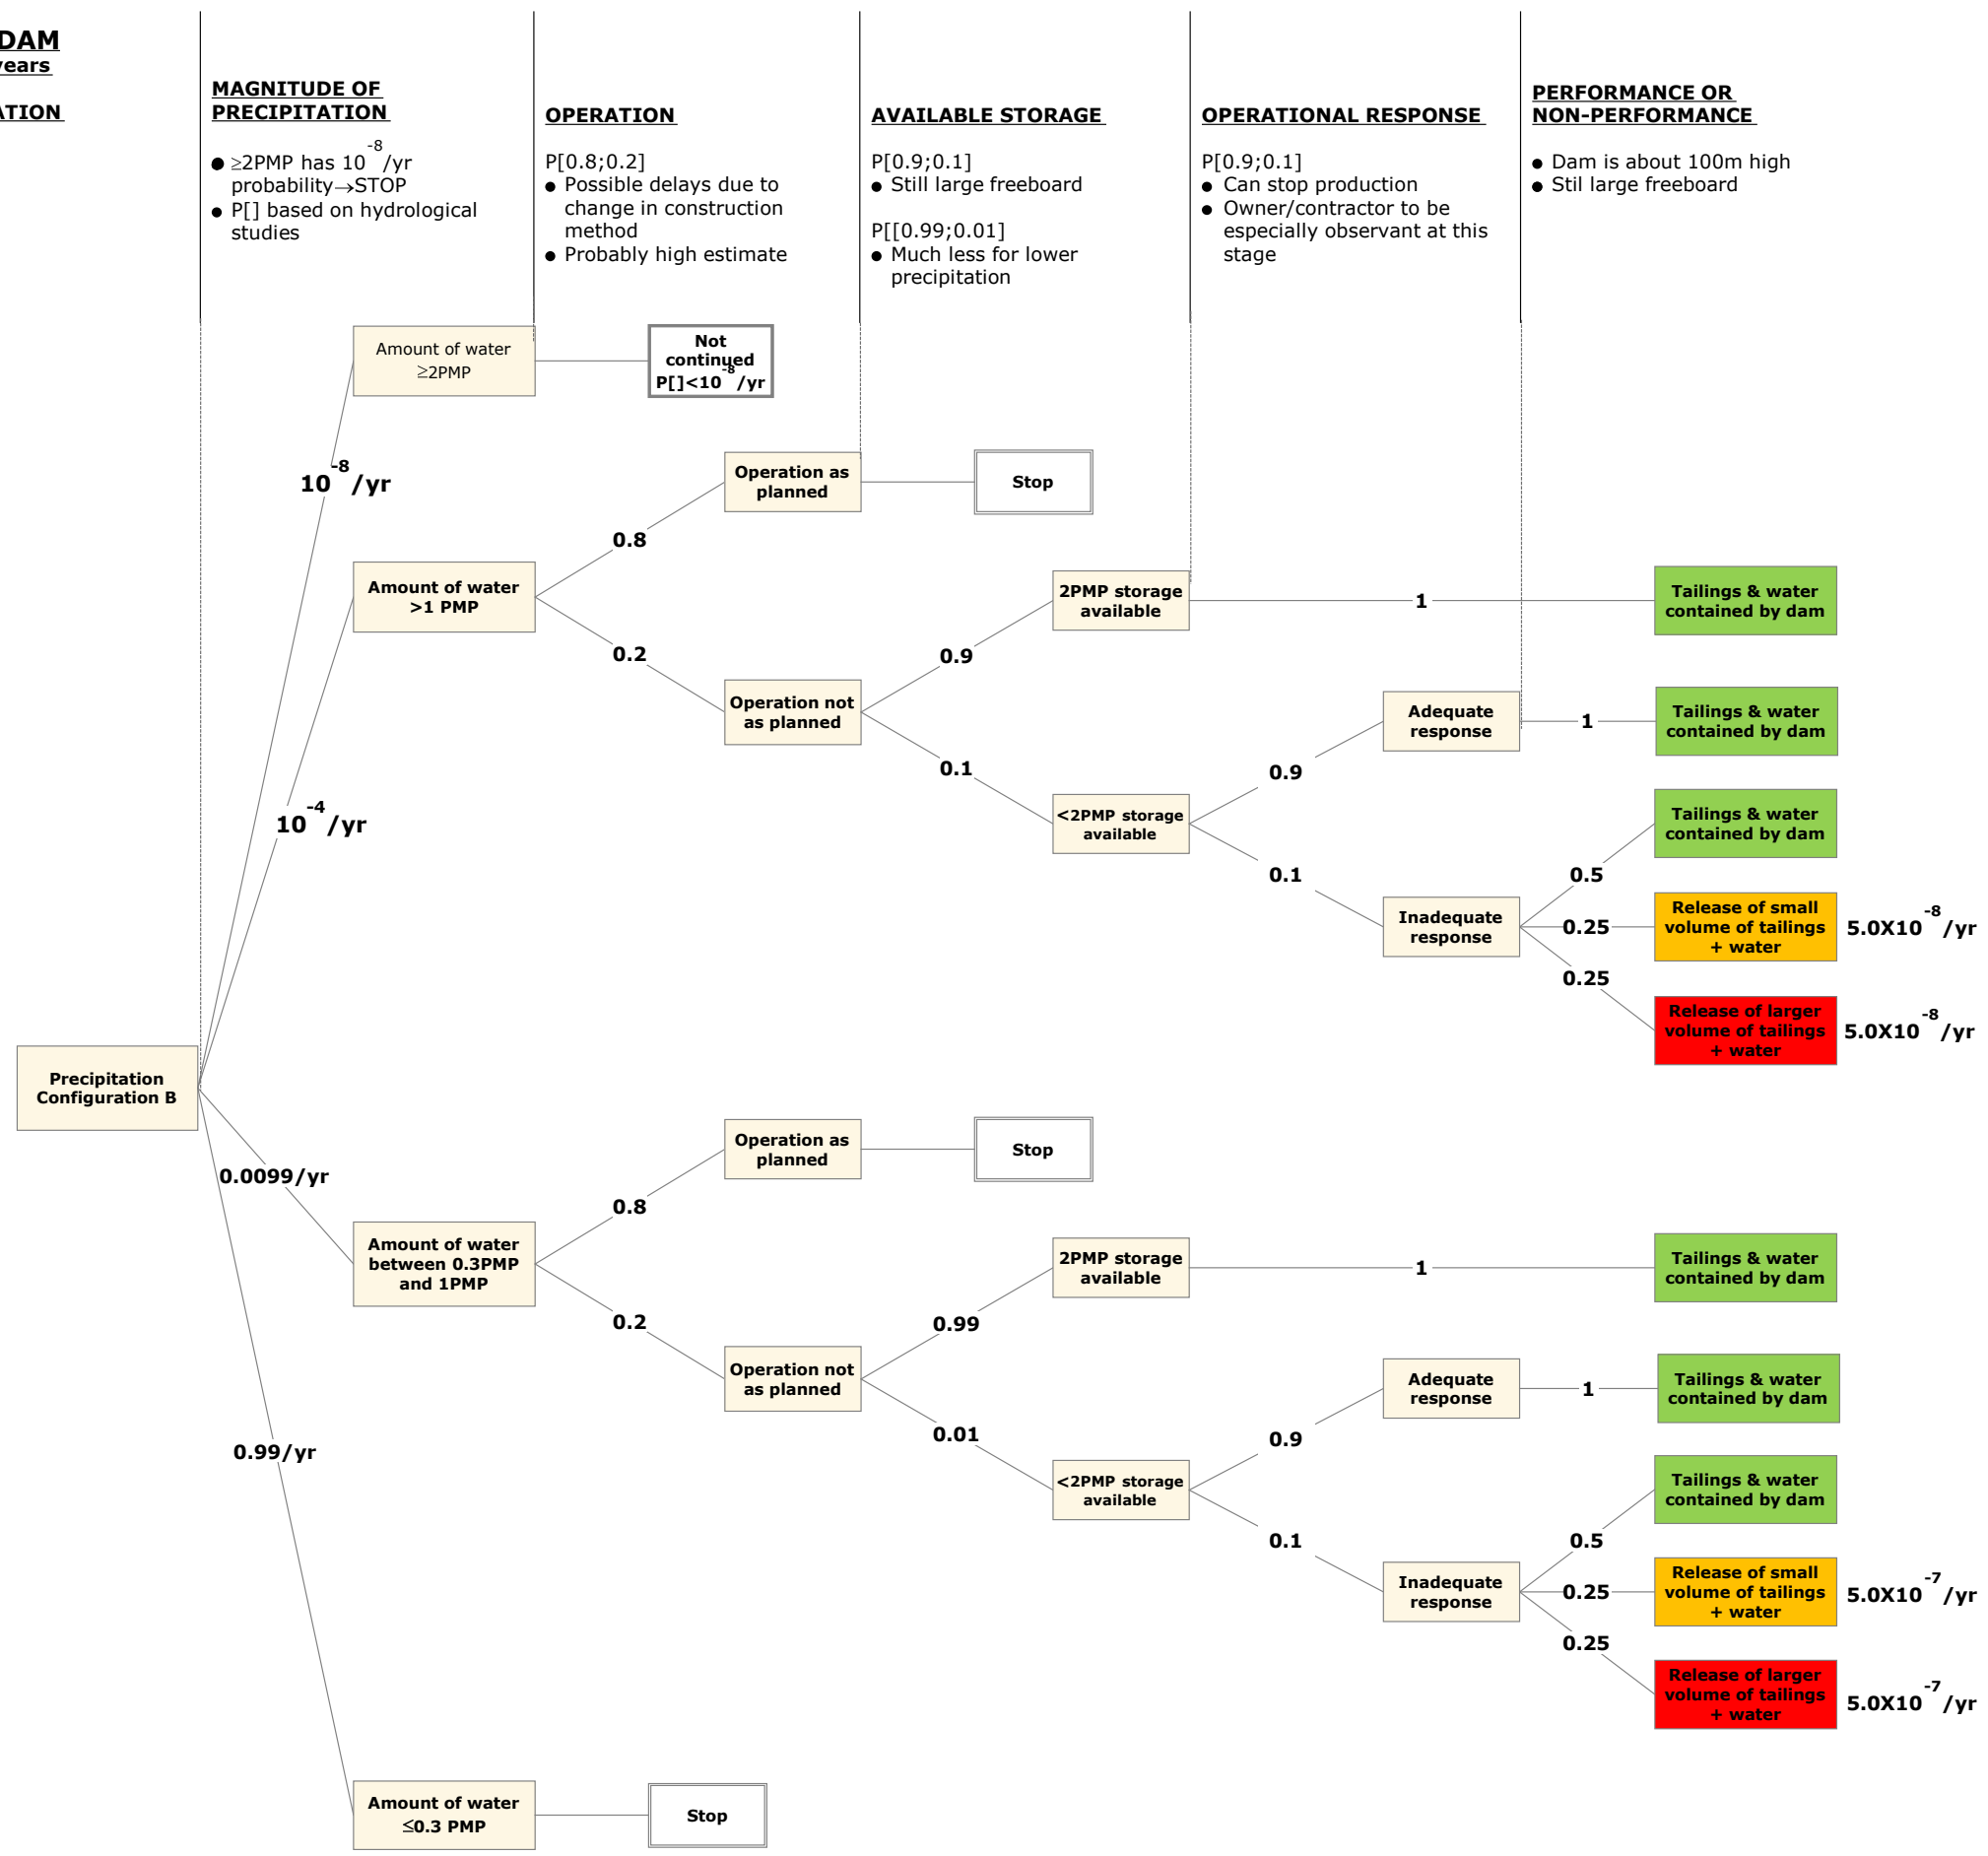 DAM
years
ATION
MAGNITUDE OF
PRECIPITATION
● ≥2PMP has 10⁻⁸/yr
probability→STOP
● P[] based on hydrological
studies
OPERATION
P[0.8;0.2]
● Possible delays due to
change in construction
method
● Probably high estimate
AVAILABLE STORAGE
P[0.9;0.1]
● Still large freeboard
P[[0.99;0.01]
● Much less for lower
precipitation
OPERATIONAL RESPONSE
P[0.9;0.1]
● Can stop production
● Owner/contractor to be
especially observant at this
stage
PERFORMANCE OR
NON-PERFORMANCE
● Dam is about 100m high
● Stil large freeboard
Amount of water
≥2PMP
Not
continued
P[]<10⁻⁸/yr
10⁻⁸/yr
Operation as
planned
Stop
0.8
Amount of water
>1 PMP
2PMP storage
available
1
Tailings & water
contained by dam
0.2
0.9
Operation not
as planned
Adequate
response
1
Tailings & water
contained by dam
0.1
0.9
10⁻⁴/yr
<2PMP storage
available
Tailings & water
contained by dam
0.1
0.5
Inadequate
response
0.25
Release of small
volume of tailings
+ water
5.0X10⁻⁸/yr
0.25
Release of larger
volume of tailings
+ water
5.0X10⁻⁸/yr
Precipitation
Configuration B
Operation as
planned
Stop
0.0099/yr
0.8
Amount of water
between 0.3PMP
and 1PMP
2PMP storage
available
1
Tailings & water
contained by dam
0.2
0.99
Operation not
as planned
Adequate
response
1
Tailings & water
contained by dam
0.01
0.9
0.99/yr
<2PMP storage
available
Tailings & water
contained by dam
0.1
0.5
Inadequate
response
0.25
Release of small
volume of tailings
+ water
5.0X10⁻⁷/yr
0.25
Release of larger
volume of tailings
+ water
5.0X10⁻⁷/yr
Amount of water
≤0.3 PMP
Stop